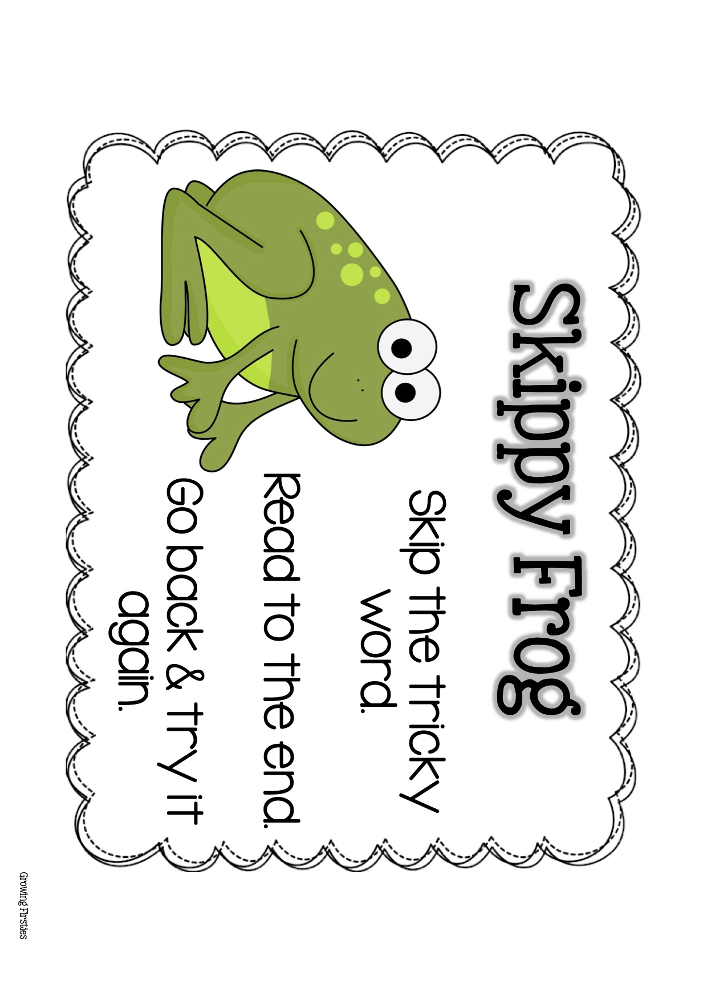 Skippy Frog
Skip the tricky
word.
Read to the end.
Go back & try it
again.
Growing Firsties